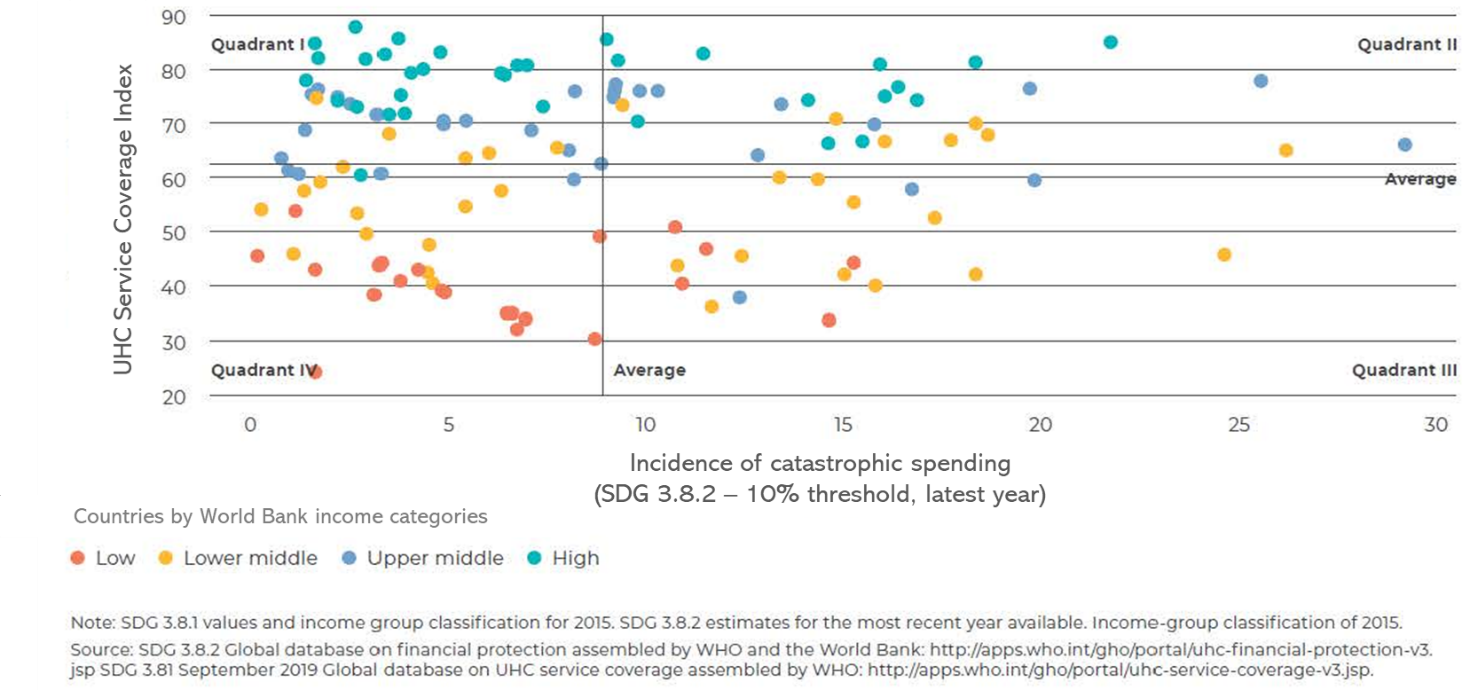 90
Quadrant I
Quadrant II
80
70
60
Average
50
40
30
Quadrant IV
Average
Quadrant III
20
UHC Service Coverage Index
0 5 10 15 20 25 30
Incidence of catastrophic spending
(SDG 3.8.2 – 10% threshold, latest year)
Countries by World Bank income categories
Low Lower middle Upper middle High
Note: SDG 3.8.1 values and income group classification for 2015. SDG 3.8.2 estimates for the most recent year available. Income-group classification of 2015.
Source: SDG 3.8.2 Global database on financial protection assembled by WHO and the World Bank: http://apps.who.int/gho/portal/uhc-financial-protection-v3.
jsp SDG 3.81 September 2019 Global database on UHC service coverage assembled by WHO: http://apps.who.int/gho/portal/uhc-service-coverage-v3.jsp.